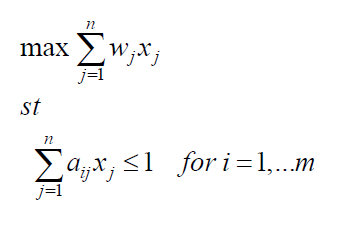 max ∑_{j=1}^{n} w_j x_j
st
∑_{j=1}^{n} a_{ij} x_j ≤ 1 for i = 1,...m